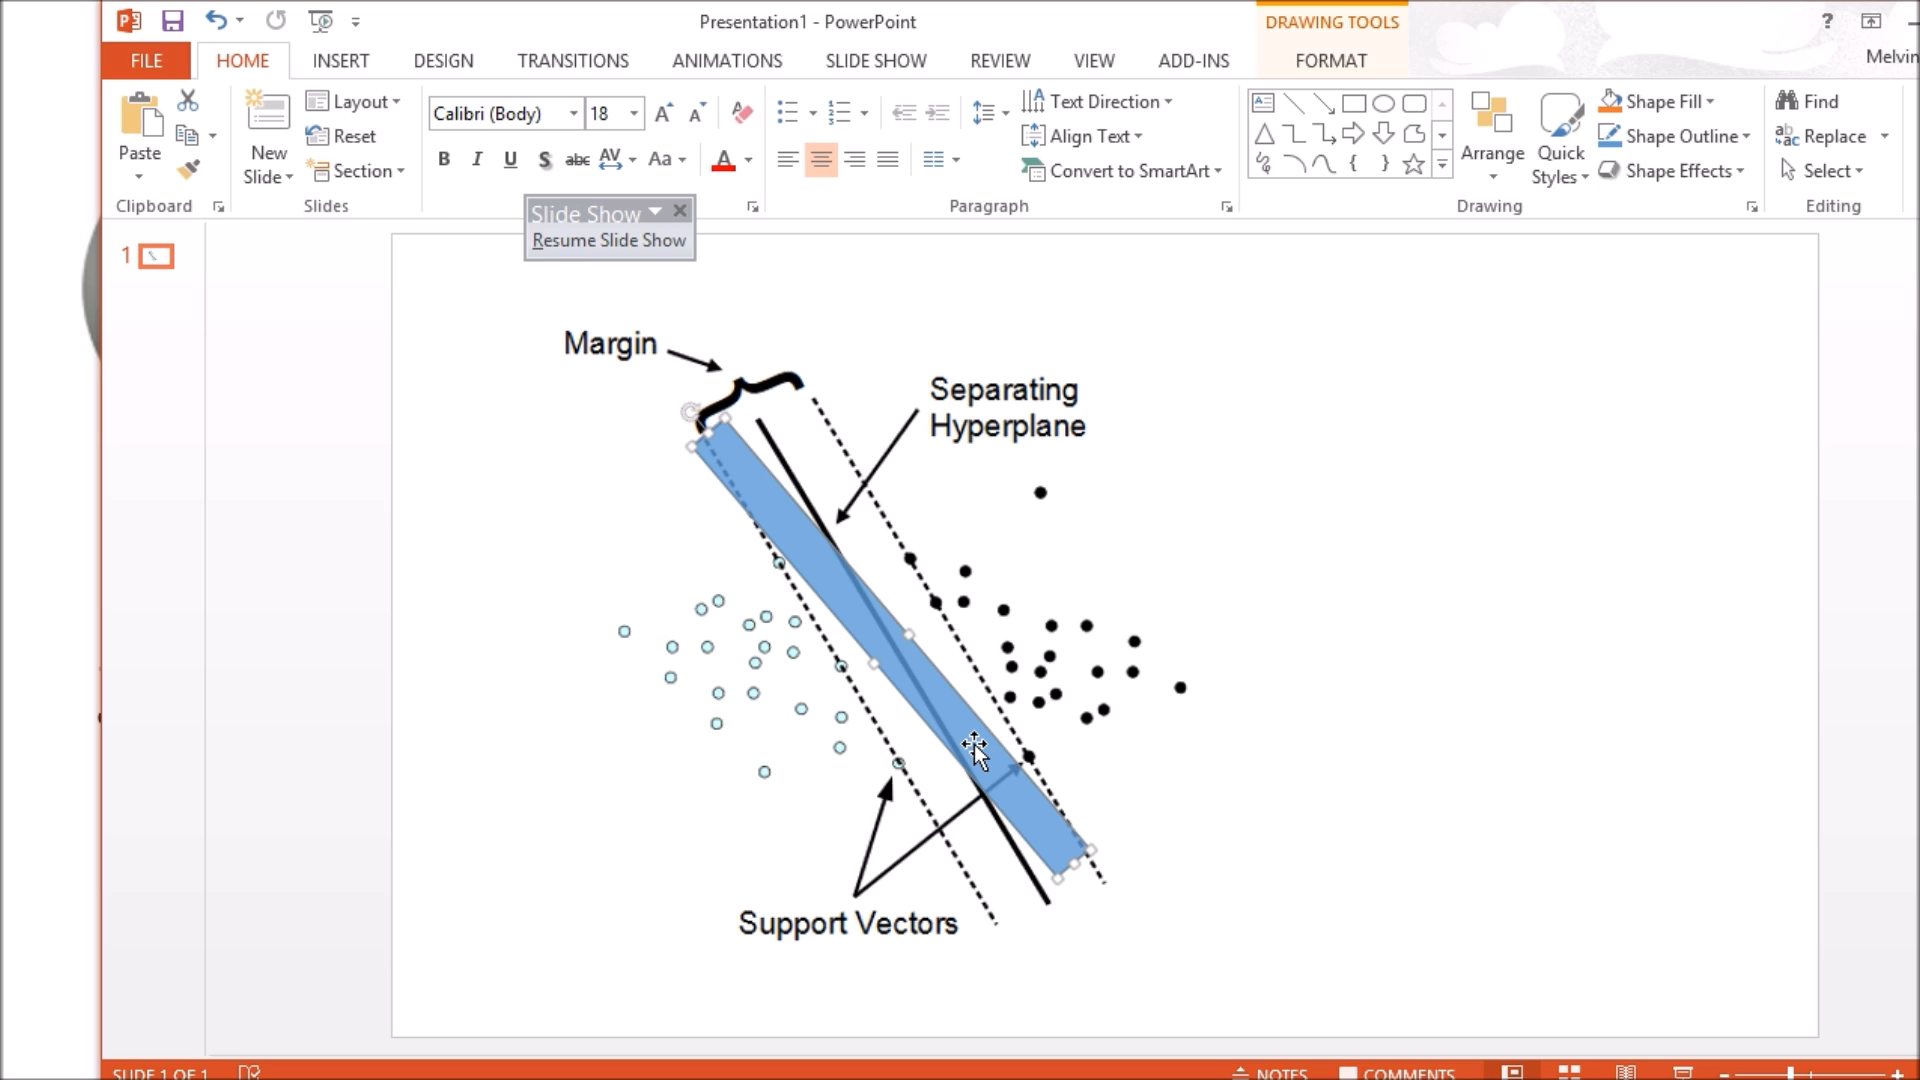 Presentation1 - PowerPoint
DRAWING TOOLS
?
FILE
HOME
INSERT
DESIGN
TRANSITIONS
ANIMATIONS
SLIDE SHOW
REVIEW
VIEW
ADD-INS
FORMAT
Melvin
Paste
Clipboard
New
Slide
Layout
Reset
Section
Slides
Calibri (Body)
18
B I U S abc AV Aa A
Text Direction
Align Text
Convert to SmartArt
Paragraph
Arrange
Quick
Styles
Shape Fill
Shape Outline
Shape Effects
Drawing
Find
Replace
Select
Editing
Slide Show
Resume Slide Show
1
Margin
Separating
Hyperplane
Support Vectors
SLIDE 1 OF 1
NOTES
COMMENTS